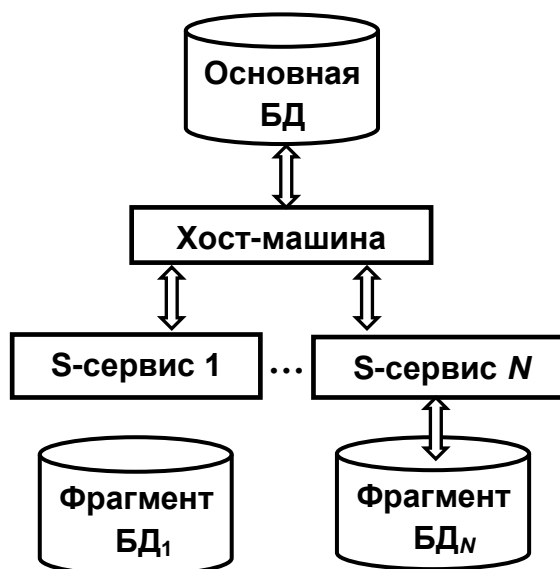 Основная
БД
Хост-машина
S-сервис 1 ... S-сервис N
Фрагмент
БД₁
Фрагмент
БДN